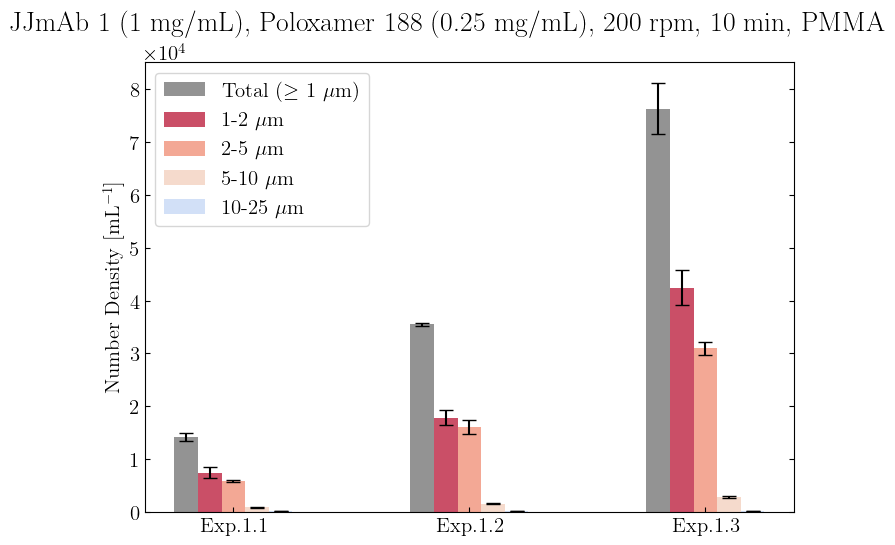 JJmAb 1 (1 mg/mL), Poloxamer 188 (0.25 mg/mL), 200 rpm, 10 min, PMMA
×10⁴
Total (≥ 1 μm)
1-2 μm
2-5 μm
5-10 μm
10-25 μm
Number Density [mL⁻¹]
8
7
6
5
4
3
2
1
0
Exp.1.1 Exp.1.2 Exp.1.3